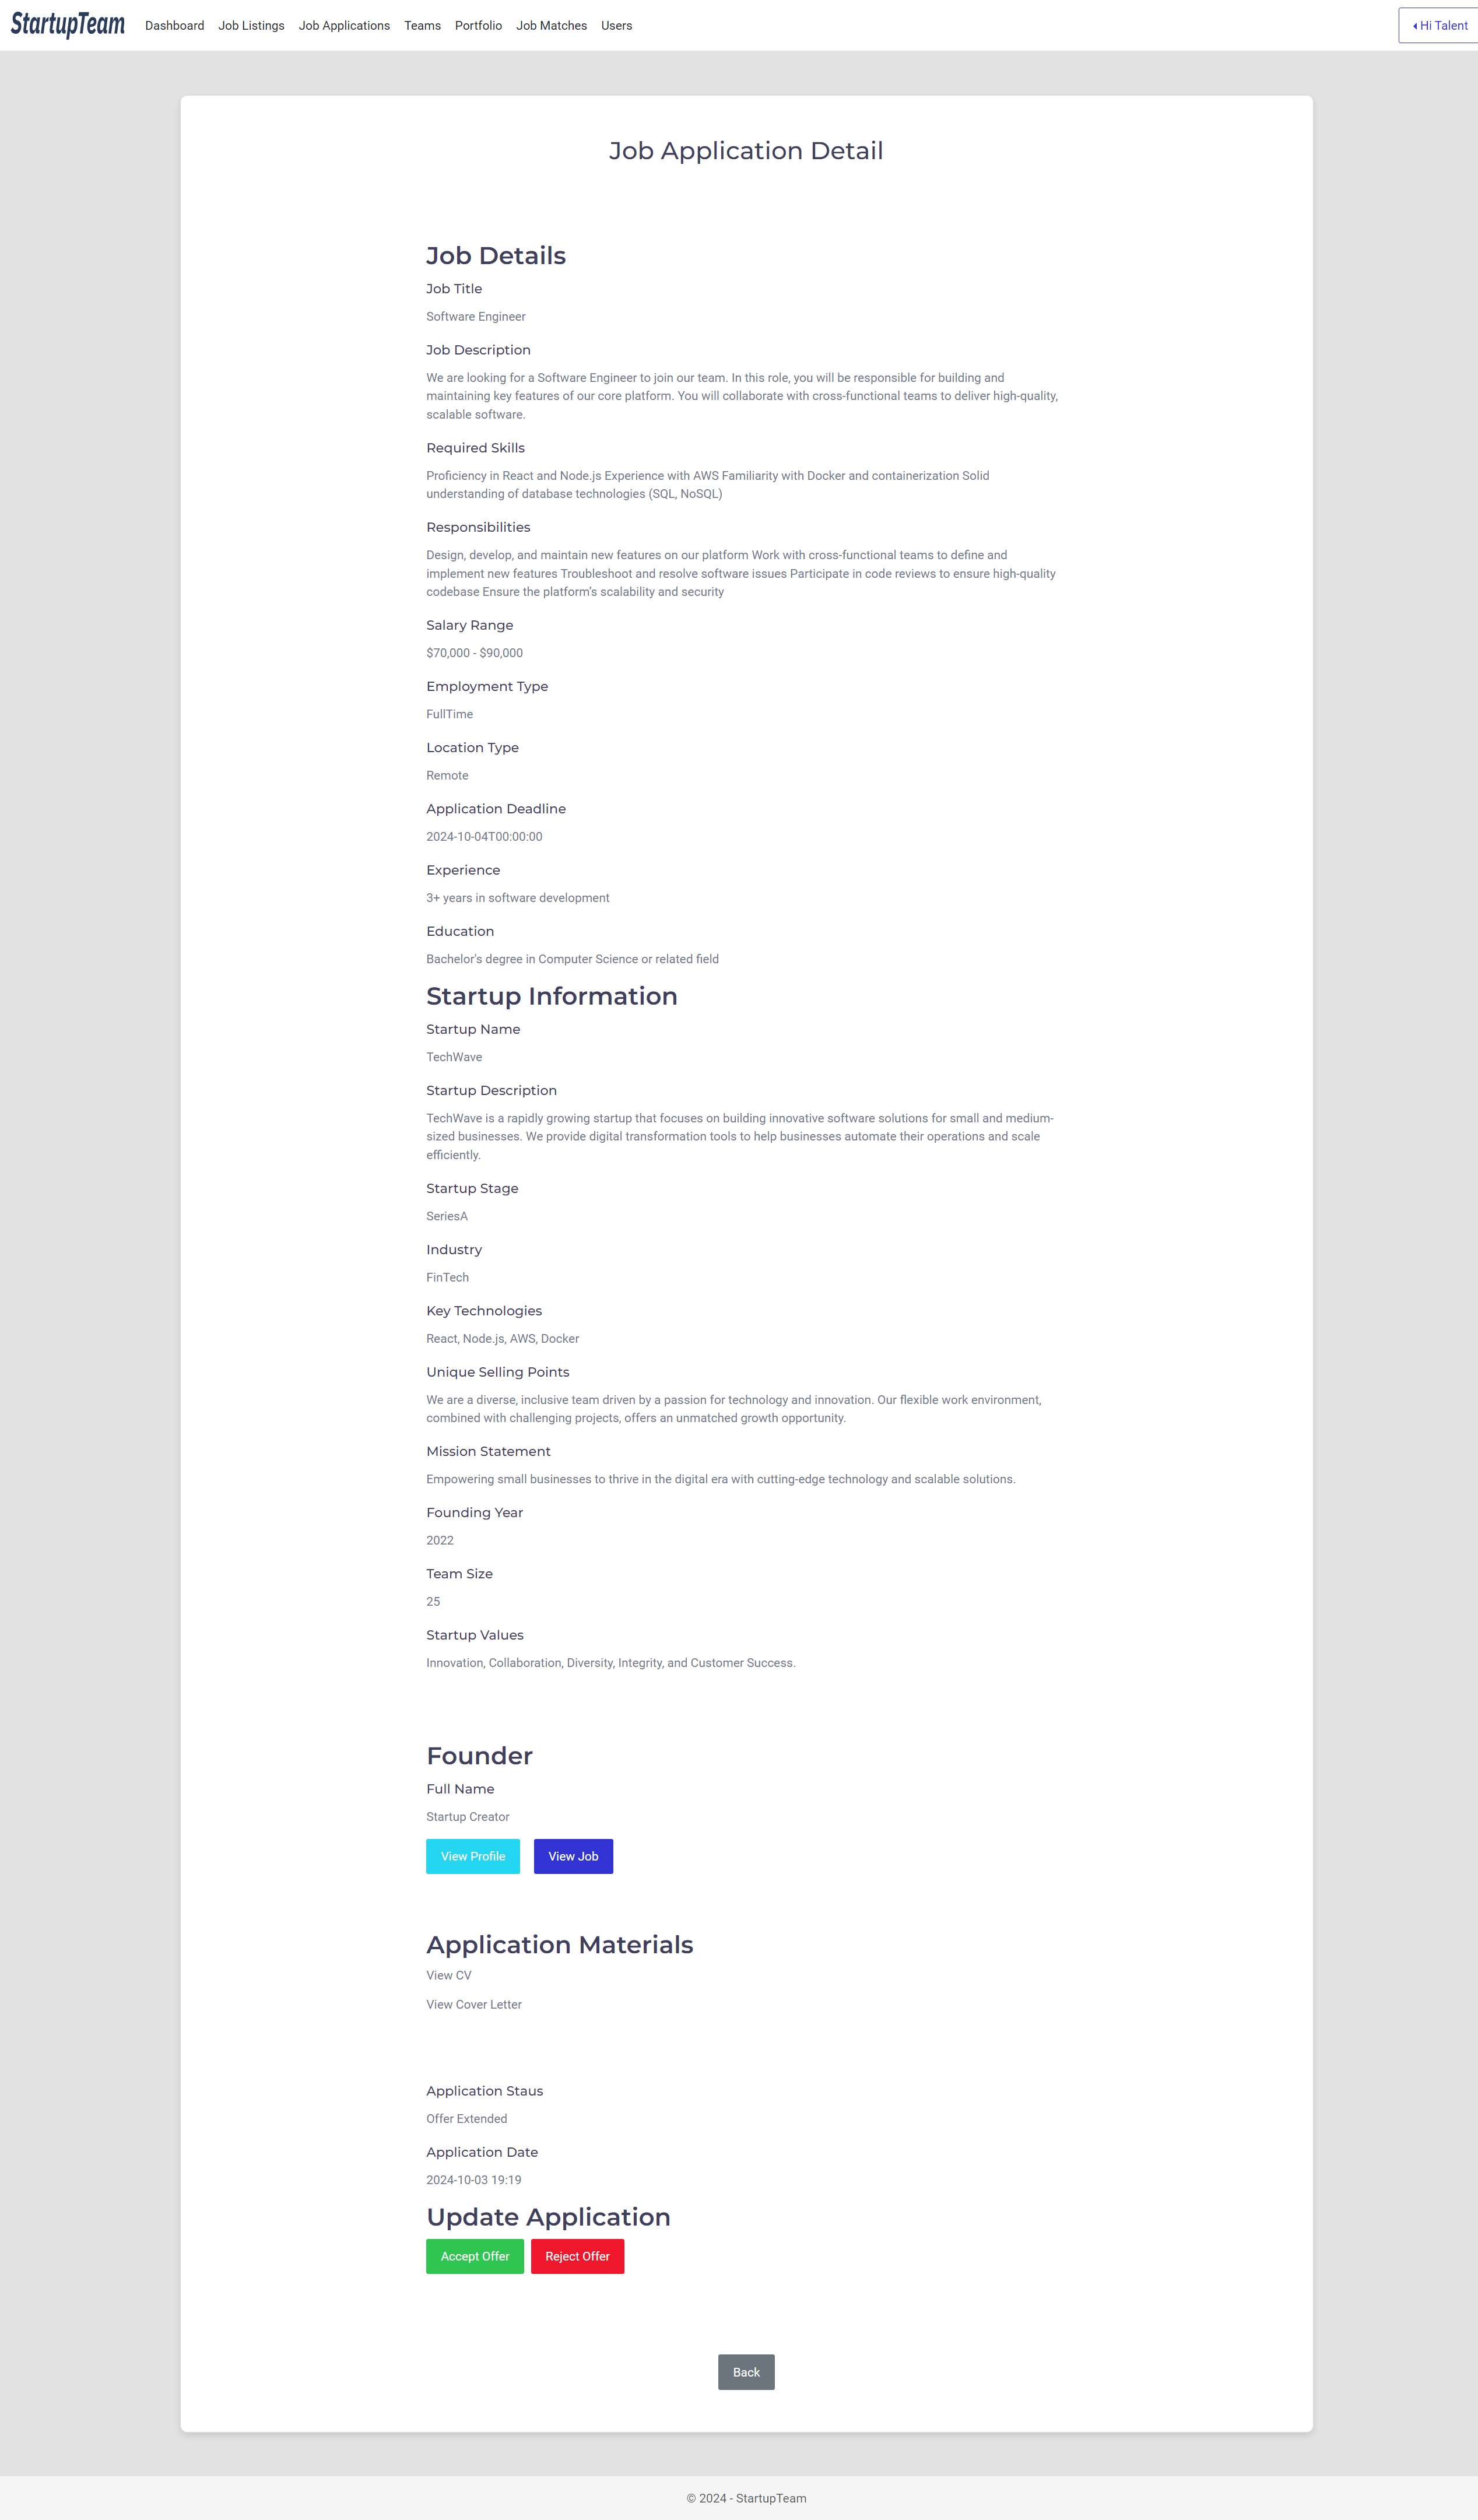 StartupTeam
Dashboard Job Listings Job Applications Teams Portfolio Job Matches Users
Hi Talent
Job Application Detail
Job Details
Job Title
Software Engineer
Job Description
We are looking for a Software Engineer to join our team. In this role, you will be responsible for building and
maintaining key features of our core platform. You will collaborate with cross-functional teams to deliver high-quality,
scalable software.
Required Skills
Proficiency in React and Node.js Experience with AWS Familiarity with Docker and containerization Solid
understanding of database technologies (SQL, NoSQL)
Responsibilities
Design, develop, and maintain new features on our platform Work with cross-functional teams to define and
implement new features Troubleshoot and resolve software issues Participate in code reviews to ensure high-quality
codebase Ensure the platform's scalability and security
Salary Range
$70,000 - $90,000
Employment Type
FullTime
Location Type
Remote
Application Deadline
2024-10-04T00:00:00
Experience
3+ years in software development
Education
Bachelor's degree in Computer Science or related field
Startup Information
Startup Name
TechWave
Startup Description
TechWave is a rapidly growing startup that focuses on building innovative software solutions for small and medium-
sized businesses. We provide digital transformation tools to help businesses automate their operations and scale
efficiently.
Startup Stage
SeriesA
Industry
FinTech
Key Technologies
React, Node.js, AWS, Docker
Unique Selling Points
We are a diverse, inclusive team driven by a passion for technology and innovation. Our flexible work environment,
combined with challenging projects, offers an unmatched growth opportunity.
Mission Statement
Empowering small businesses to thrive in the digital era with cutting-edge technology and scalable solutions.
Founding Year
2022
Team Size
25
Startup Values
Innovation, Collaboration, Diversity, Integrity, and Customer Success.
Founder
Full Name
Startup Creator
View Profile View Job
Application Materials
View CV
View Cover Letter
Application Staus
Offer Extended
Application Date
2024-10-03 19:19
Update Application
Accept Offer Reject Offer
Back
© 2024 - StartupTeam